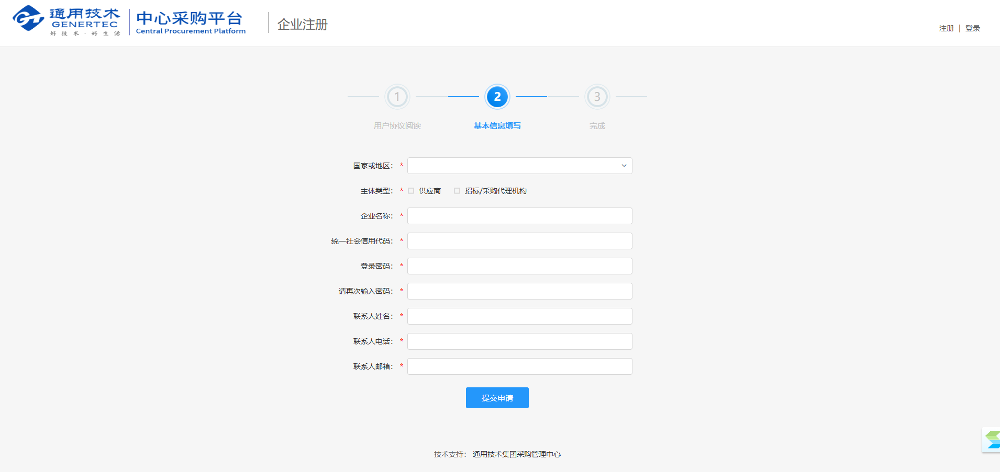 通用技术
GENERTEC
好 技 术 · 好 生 活
中心采购平台
Central Procurement Platform
企业注册
注册 | 登录
1 2 3
用户协议阅读 基本信息填写 完成
国家或地区： *
主体类型： * 供应商 招标/采购代理机构
企业名称： *
统一社会信用代码： *
登录密码： *
请再次输入密码： *
联系人姓名： *
联系人电话： *
联系人邮箱： *
提交申请
技术支持： 通用技术集团采购管理中心